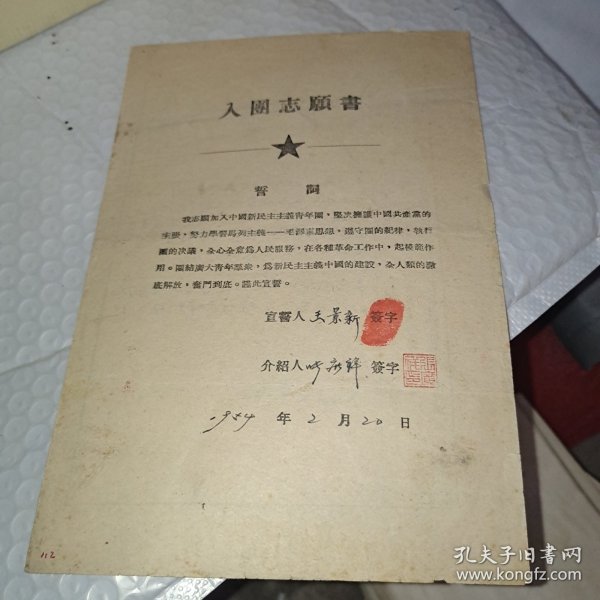 入團志願書
誓詞
我志願加入中國新民主主義青年團，堅决擁護中國共產黨的
主張，努力學習馬列主義——毛澤東思想，遵守團的紀律，執行
團的决議，全心全意為人民服務，在各種革命工作中，起模範作
用。團結廣大青年羣衆，為新民主主義中國的建設，全人類的澈
底解放，奮鬥到底。謹此宣誓。
宣誓人 王景新 簽字
介紹人 簽字
1954 年 2 月 20 日
112
孔夫子旧书网
www.kongfz.com